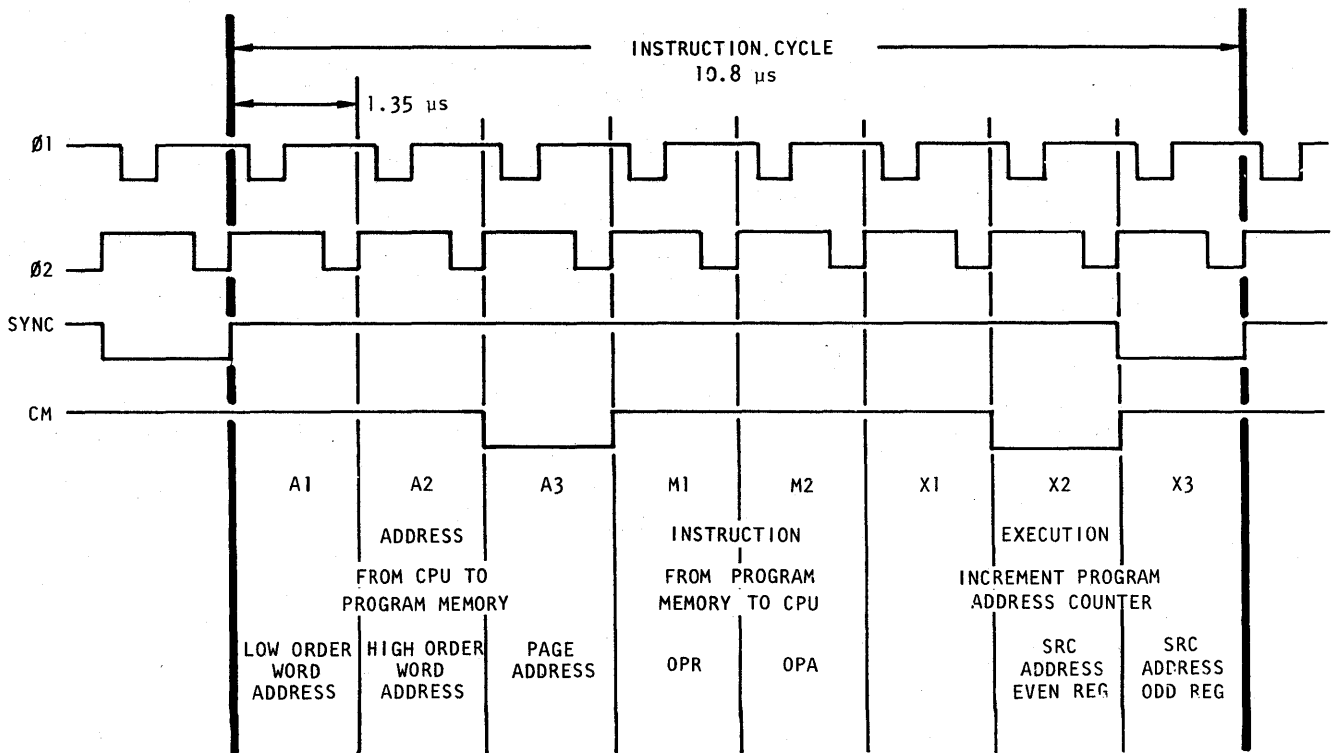 INSTRUCTION.CYCLE
10.8 µs
1.35 µs
Ø1
Ø2
SYNC
CM
A1 A2 A3 M1 M2 X1 X2 X3
ADDRESS INSTRUCTION EXECUTION
FROM CPU TO FROM PROGRAM INCREMENT PROGRAM
PROGRAM MEMORY MEMORY TO CPU ADDRESS COUNTER
LOW ORDER HIGH ORDER PAGE OPR OPA SRC SRC
WORD WORD ADDRESS ADDRESS ADDRESS
ADDRESS ADDRESS EVEN REG ODD REG